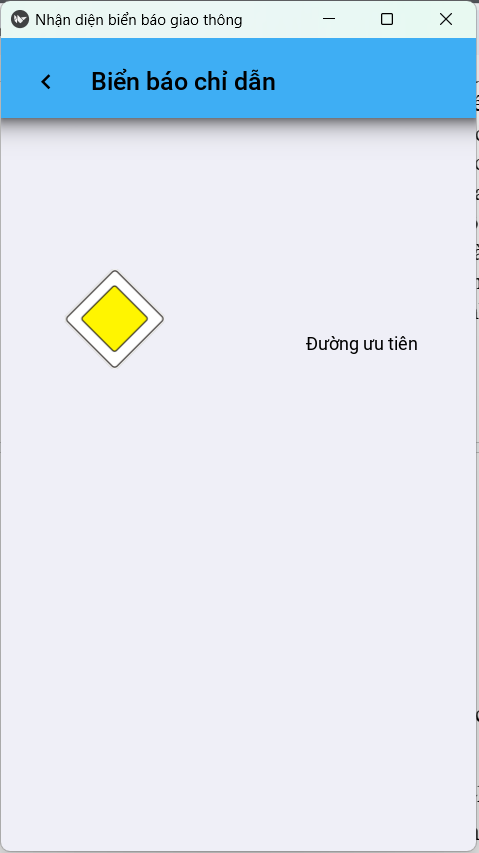 Nhận diện biển báo giao thông
Biển báo chỉ dẫn
Đường ưu tiên